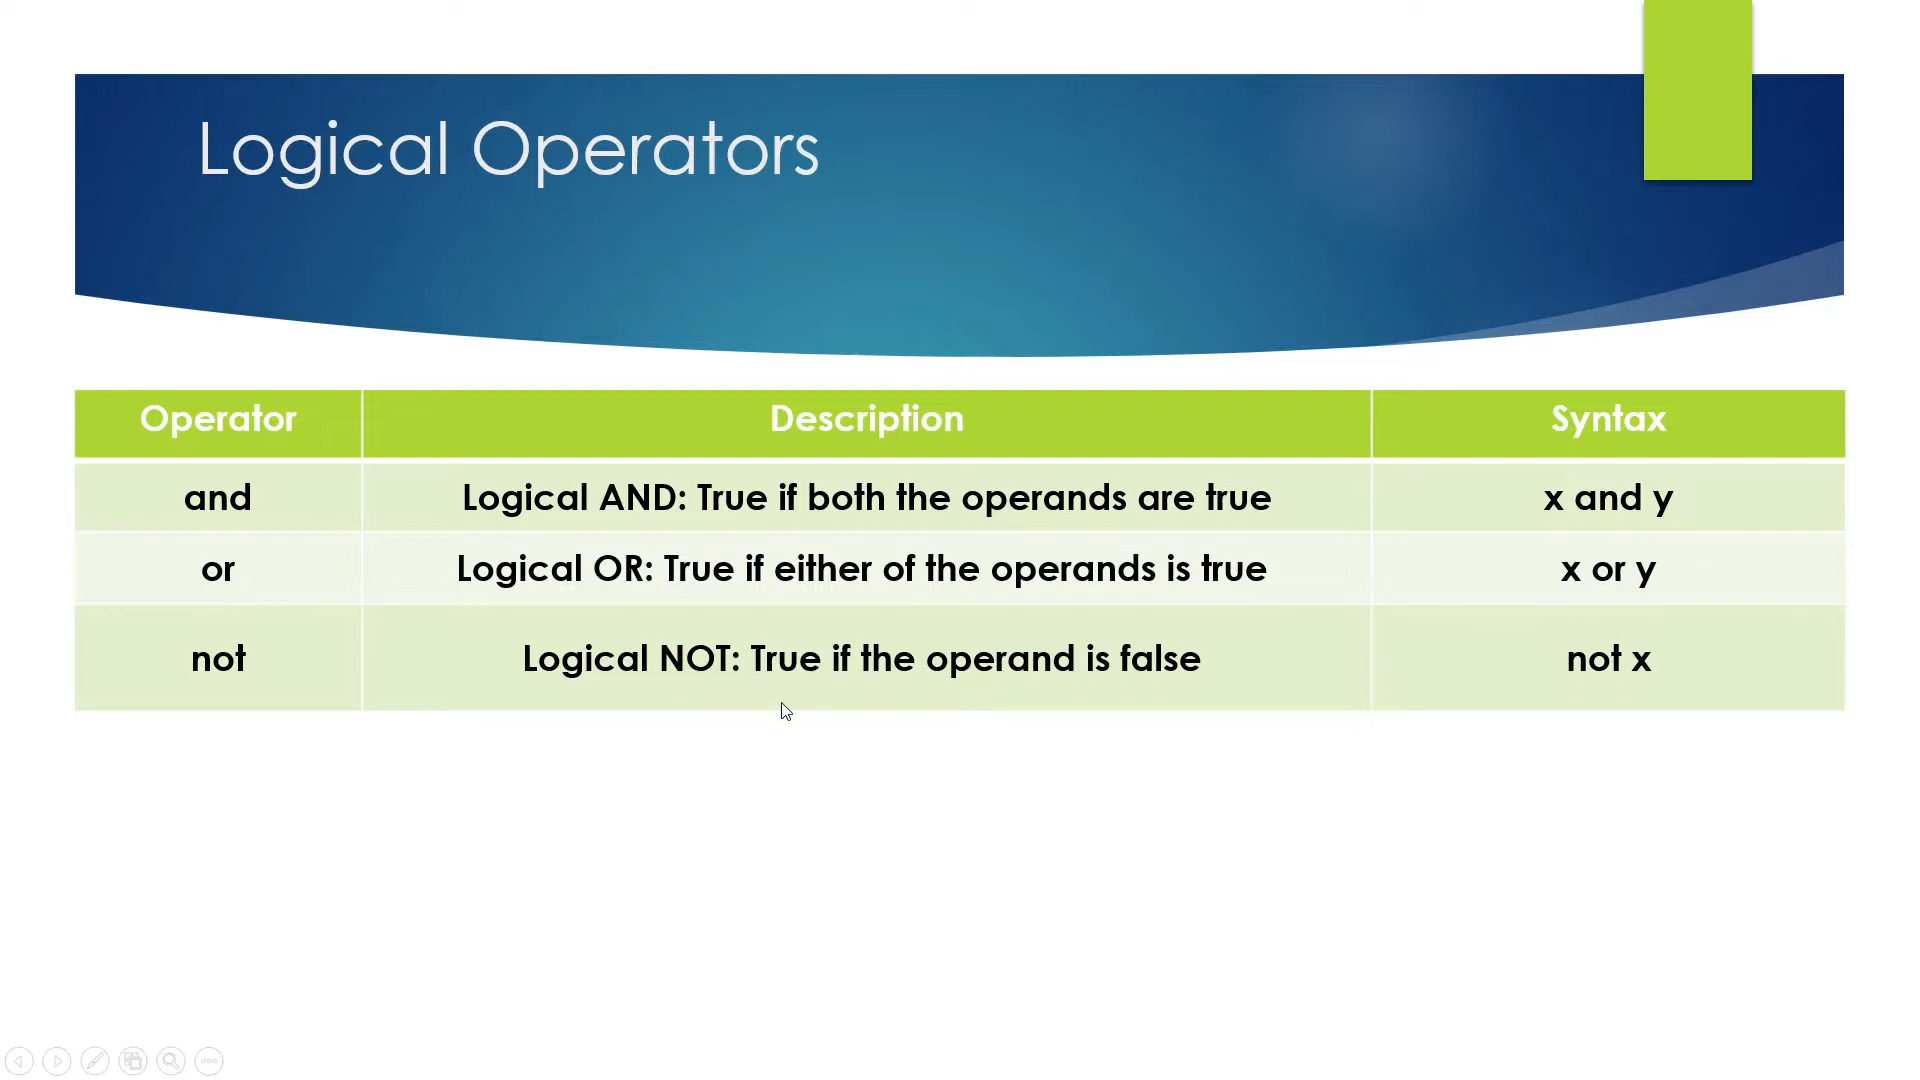 Logical Operators
Operator Description Syntax
and Logical AND: True if both the operands are true x and y
or Logical OR: True if either of the operands is true x or y
not Logical NOT: True if the operand is false not x